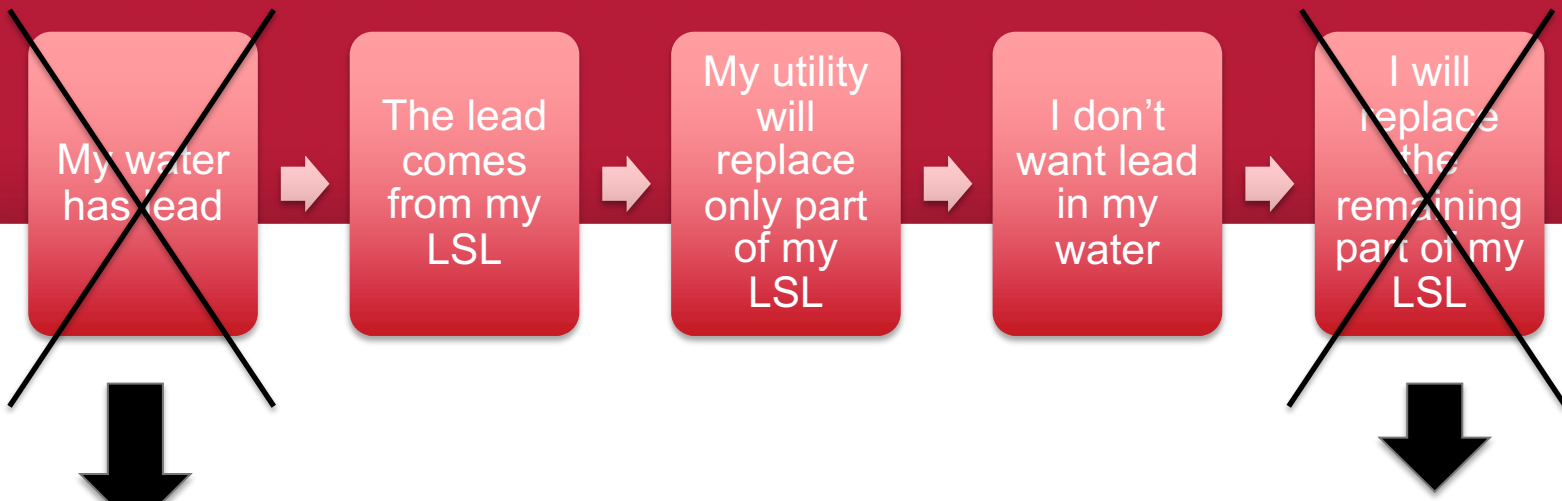 My water
has lead
The lead
comes
from my
LSL
My utility
will
replace
only part
of my
LSL
I don’t
want lead
in my
water
I will
replace
the
remaining
part of my
LSL